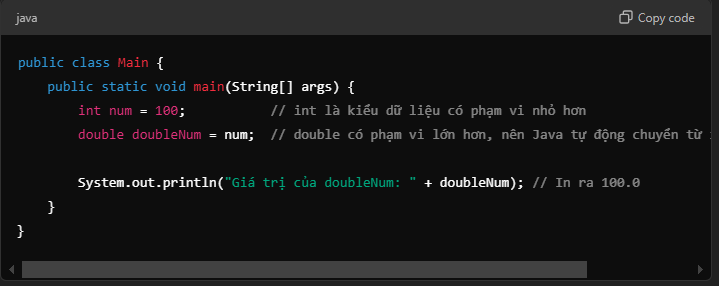 java Copy code
public class Main {
public static void main(String[] args) {
int num = 100; // int là kiểu dữ liệu có phạm vi nhỏ hơn
double doubleNum = num; // double có phạm vi lớn hơn, nên Java tự động chuyển từ
System.out.println("Giá trị của doubleNum: " + doubleNum); // In ra 100.0
}
}